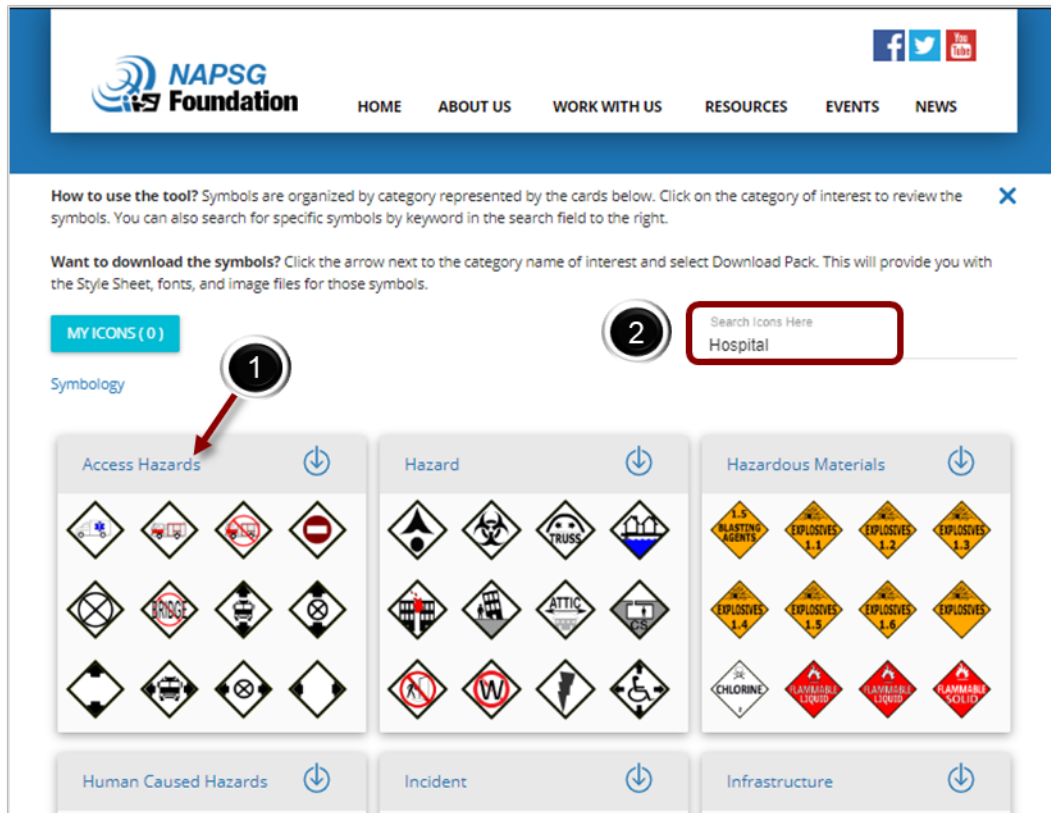 You
Tube
NAPSG
Foundation
HOME ABOUT US WORK WITH US RESOURCES EVENTS NEWS
How to use the tool? Symbols are organized by category represented by the cards below. Click on the category of interest to review the
symbols. You can also search for specific symbols by keyword in the search field to the right.
Want to download the symbols? Click the arrow next to the category name of interest and select Download Pack. This will provide you with
the Style Sheet, fonts, and image files for those symbols.
MY ICONS ( 0 )
2
Search Icons Here
Hospital
1
Symbology
Access Hazards
BRIDGE
Hazard
TRUSS
ATTIC
CS
W
Hazardous Materials
1.5
BLASTING
AGENTS
EXPLOSIVES
1.1
EXPLOSIVES
1.2
EXPLOSIVES
1.3
EXPLOSIVES
1.4
EXPLOSIVES
1.5
EXPLOSIVES
1.6
EXPLOSIVES
CHLORINE
FLAMMABLE
LIQUID
FLAMMABLE
LIQUID
FLAMMABLE
SOLID
Human Caused Hazards
Incident
Infrastructure